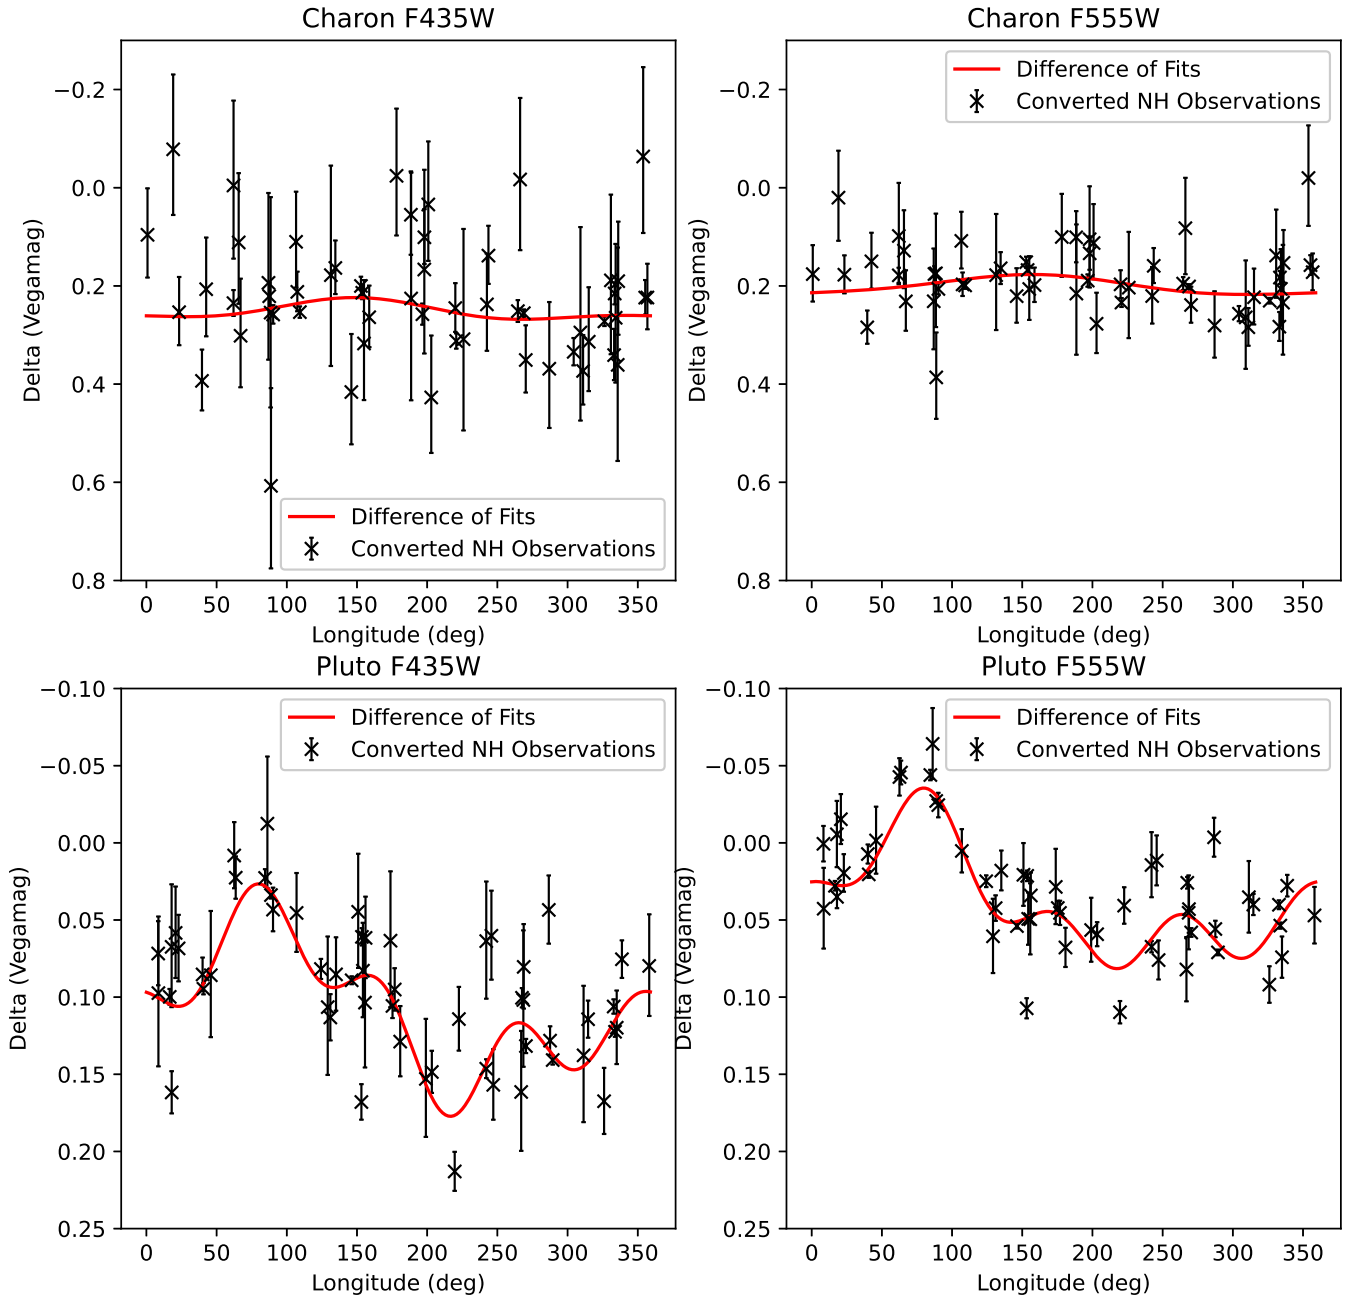 Charon F435W
Delta (Vegamag)
−0.2
0.0
0.2
0.4
0.6
0.8
Difference of Fits
Converted NH Observations
0 50 100 150 200 250 300 350
Longitude (deg)
Charon F555W
Delta (Vegamag)
−0.2
0.0
0.2
0.4
0.6
0.8
Difference of Fits
Converted NH Observations
0 50 100 150 200 250 300 350
Longitude (deg)
Pluto F435W
Delta (Vegamag)
−0.10
−0.05
0.00
0.05
0.10
0.15
0.20
0.25
Difference of Fits
Converted NH Observations
0 50 100 150 200 250 300 350
Longitude (deg)
Pluto F555W
Delta (Vegamag)
−0.10
−0.05
0.00
0.05
0.10
0.15
0.20
0.25
Difference of Fits
Converted NH Observations
0 50 100 150 200 250 300 350
Longitude (deg)